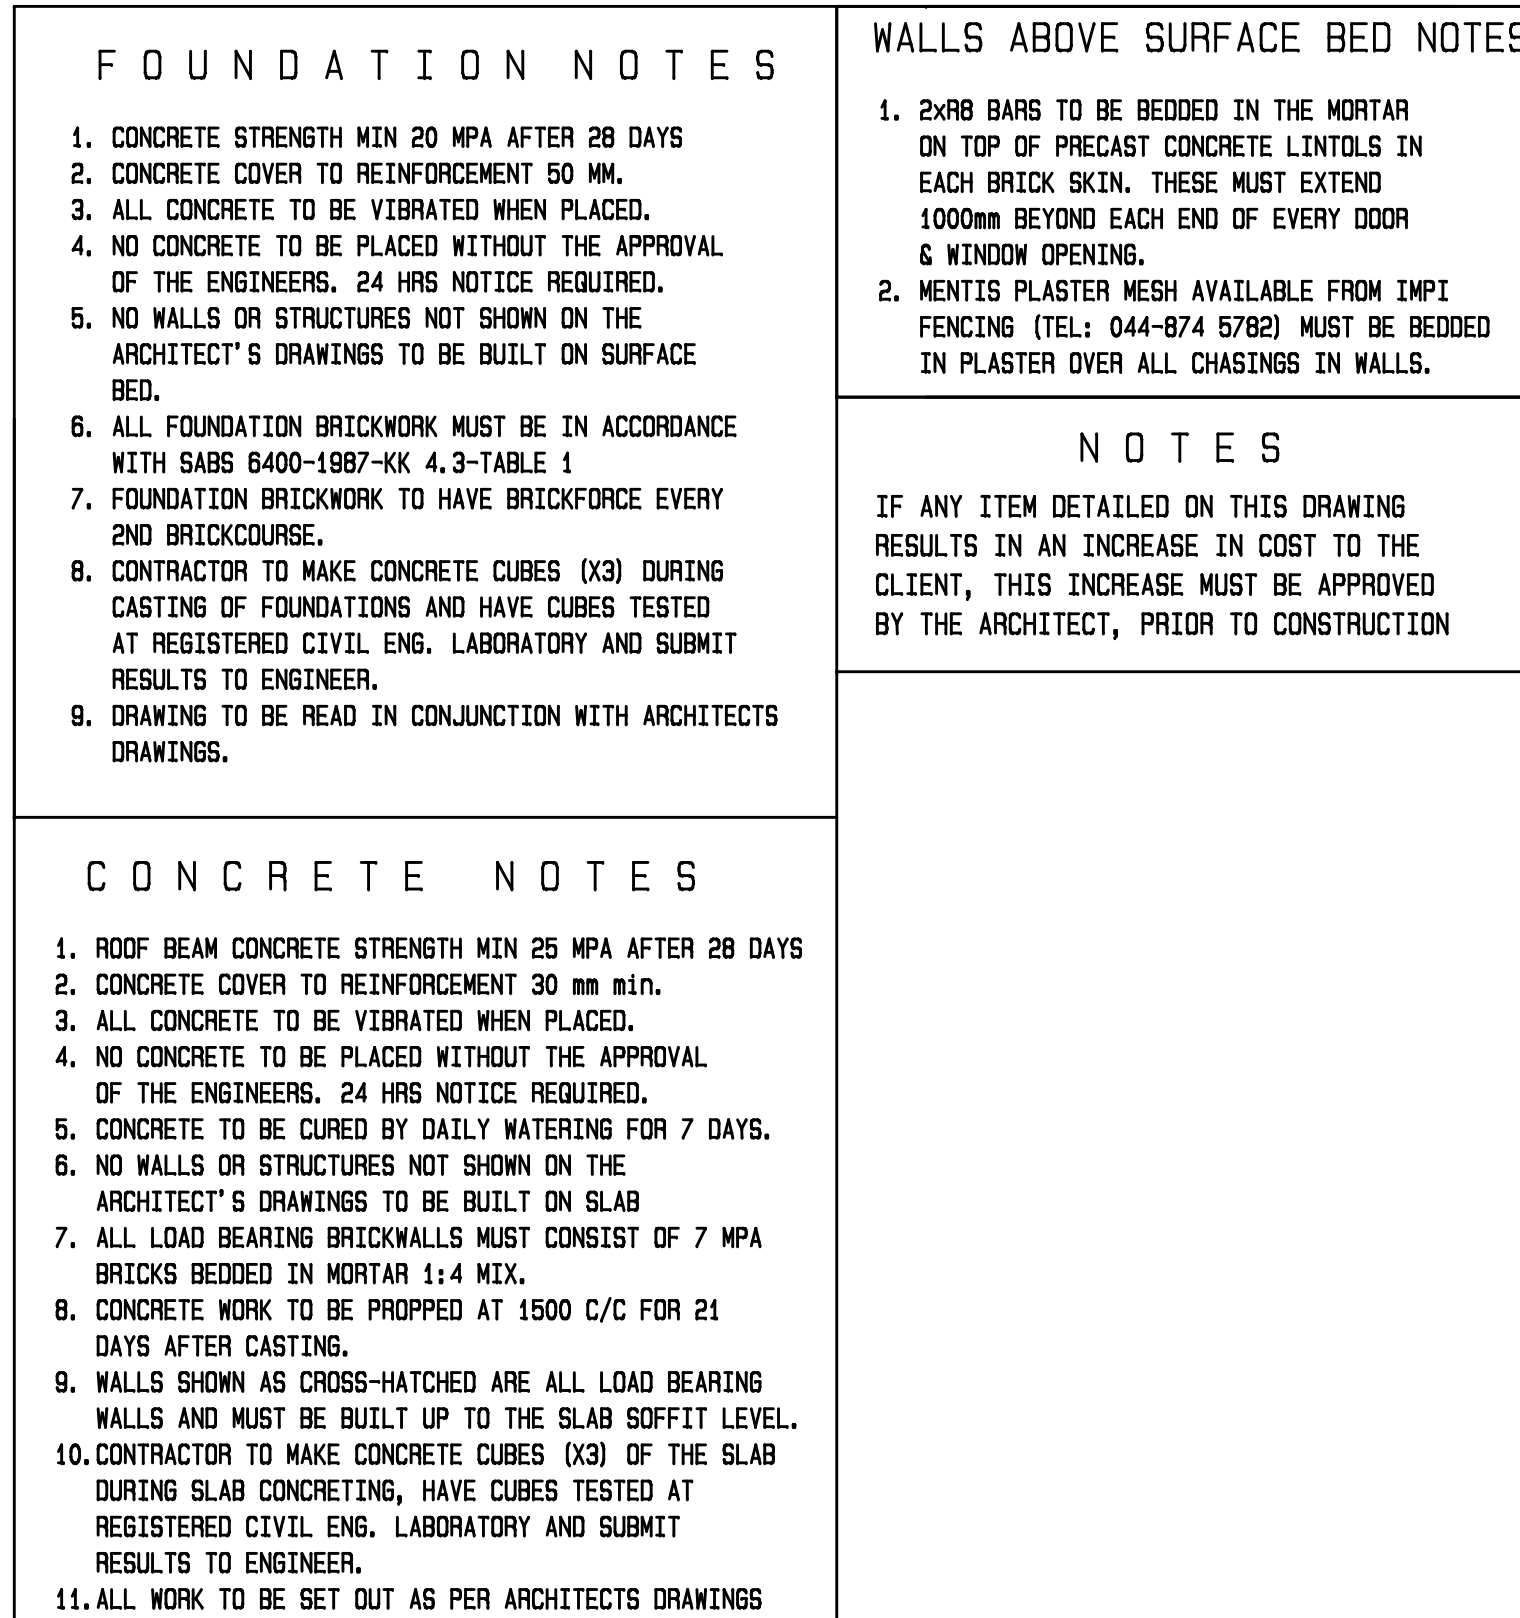 FOUNDATION NOTES
1. CONCRETE STRENGTH MIN 20 MPA AFTER 28 DAYS
2. CONCRETE COVER TO REINFORCEMENT 50 MM.
3. ALL CONCRETE TO BE VIBRATED WHEN PLACED.
4. NO CONCRETE TO BE PLACED WITHOUT THE APPROVAL
OF THE ENGINEERS. 24 HRS NOTICE REQUIRED.
5. NO WALLS OR STRUCTURES NOT SHOWN ON THE
ARCHITECT'S DRAWINGS TO BE BUILT ON SURFACE
BED.
6. ALL FOUNDATION BRICKWORK MUST BE IN ACCORDANCE
WITH SABS 6400-1987-KK 4.3-TABLE 1
7. FOUNDATION BRICKWORK TO HAVE BRICKFORCE EVERY
2ND BRICKCOURSE.
8. CONTRACTOR TO MAKE CONCRETE CUBES (X3) DURING
CASTING OF FOUNDATIONS AND HAVE CUBES TESTED
AT REGISTERED CIVIL ENG. LABORATORY AND SUBMIT
RESULTS TO ENGINEER.
9. DRAWING TO BE READ IN CONJUNCTION WITH ARCHITECTS
DRAWINGS.
CONCRETE NOTES
1. ROOF BEAM CONCRETE STRENGTH MIN 25 MPA AFTER 28 DAYS
2. CONCRETE COVER TO REINFORCEMENT 30 mm min.
3. ALL CONCRETE TO BE VIBRATED WHEN PLACED.
4. NO CONCRETE TO BE PLACED WITHOUT THE APPROVAL
OF THE ENGINEERS. 24 HRS NOTICE REQUIRED.
5. CONCRETE TO BE CURED BY DAILY WATERING FOR 7 DAYS.
6. NO WALLS OR STRUCTURES NOT SHOWN ON THE
ARCHITECT'S DRAWINGS TO BE BUILT ON SLAB
7. ALL LOAD BEARING BRICKWALLS MUST CONSIST OF 7 MPA
BRICKS BEDDED IN MORTAR 1:4 MIX.
8. CONCRETE WORK TO BE PROPPED AT 1500 C/C FOR 21
DAYS AFTER CASTING.
9. WALLS SHOWN AS CROSS-HATCHED ARE ALL LOAD BEARING
WALLS AND MUST BE BUILT UP TO THE SLAB SOFFIT LEVEL.
10. CONTRACTOR TO MAKE CONCRETE CUBES (X3) OF THE SLAB
DURING SLAB CONCRETING, HAVE CUBES TESTED AT
REGISTERED CIVIL ENG. LABORATORY AND SUBMIT
RESULTS TO ENGINEER.
11. ALL WORK TO BE SET OUT AS PER ARCHITECTS DRAWINGS
WALLS ABOVE SURFACE BED NOTES
1. 2xR8 BARS TO BE BEDDED IN THE MORTAR
ON TOP OF PRECAST CONCRETE LINTOLS IN
EACH BRICK SKIN. THESE MUST EXTEND
1000mm BEYOND EACH END OF EVERY DOOR
& WINDOW OPENING.
2. MENTIS PLASTER MESH AVAILABLE FROM IMPI
FENCING (TEL: 044-874 5782) MUST BE BEDDED
IN PLASTER OVER ALL CHASINGS IN WALLS.
NOTES
IF ANY ITEM DETAILED ON THIS DRAWING
RESULTS IN AN INCREASE IN COST TO THE
CLIENT, THIS INCREASE MUST BE APPROVED
BY THE ARCHITECT, PRIOR TO CONSTRUCTION